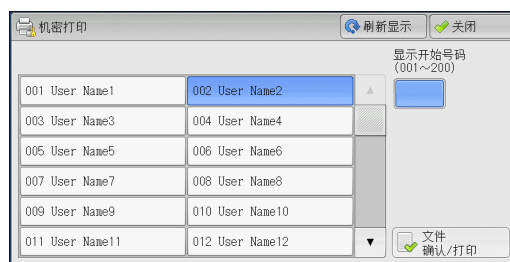 机密打印
刷新显示
关闭
显示开始号码
(001～200)
001 User Name1
002 User Name2
003 User Name3
004 User Name4
005 User Name5
006 User Name6
007 User Name7
008 User Name8
009 User Name9
010 User Name10
011 User Name11
012 User Name12
文件
确认/打印